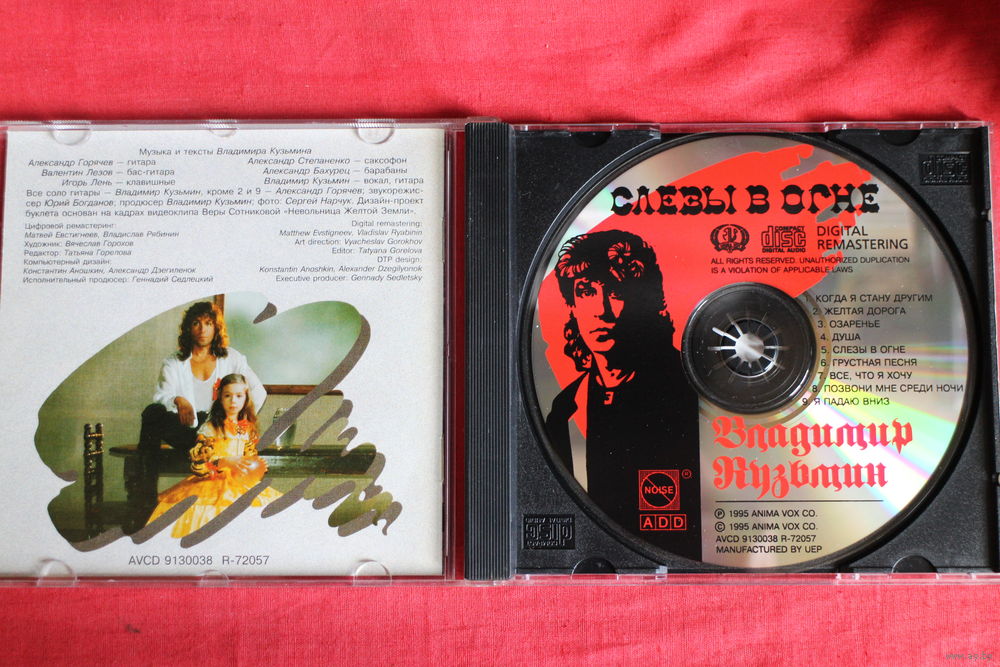 Музыка и тексты Владимира Кузьмина
Александр Горячев — гитара
Александр Степаненко — саксофон
Валентин Лезов — бас-гитара
Александр Бахурец — барабаны
Игорь Лень — клавишные
Владимир Кузьмин — вокал, гитара
Все соло гитары — Владимир Кузьмин, кроме 2 и 9 — Александр Горячев; звукорежис-
сер Юрий Богданов; продюсер Владимир Кузьмин; фото: Сергей Нарчук. Дизайн-проект
буклета основан на кадрах видеоклипа Веры Сотниковой «Невольница Желтой Земли».
Цифровой ремастеринг:
Матвей Евстигнеев, Владислав Рябинин
Художник: Вячеслав Горохов
Редактор: Татьяна Горелова
Компьютерный дизайн:
Константин Аношкин, Александр Дзегиленок
Исполнительный продюсер: Геннадий Седлецкий
Digital remastering:
Matthew Evstigneev, Vladislav Ryabinin
Art direction: Vyacheslav Gorokhov
Editor: Tatyana Gorelova
DTP design:
Konstantin Anoshkin, Alexander Dzegilyonok
Executive producer: Gennady Sedletsky
AVCD 9130038 R-72057
СЛЕЗЫ В ОГНЕ
COMPACT
disc
DIGITAL AUDIO
DIGITAL
REMASTERING
ALL RIGHTS RESERVED. UNAUTHORIZED DUPLICATION
IS A VIOLATION OF APPLICABLE LAWS
1. КОГДА Я СТАНУ ДРУГИМ
2. ЖЕЛТАЯ ДОРОГА
3. ОЗАРЕНЬЕ
4. ДУША
5. СЛЕЗЫ В ОГНЕ
6. ГРУСТНАЯ ПЕСНЯ
7. ВСЕ, ЧТО Я ХОЧУ
8. ПОЗВОНИ МНЕ СРЕДИ НОЧИ
9. Я ПАДАЮ ВНИЗ
Владимир
Кузьмин
NOISE ®
ADD
℗ 1995 ANIMA VOX CO.
© 1995 ANIMA VOX CO.
AVCD 9130038 R-72057
MANUFACTURED BY UEP